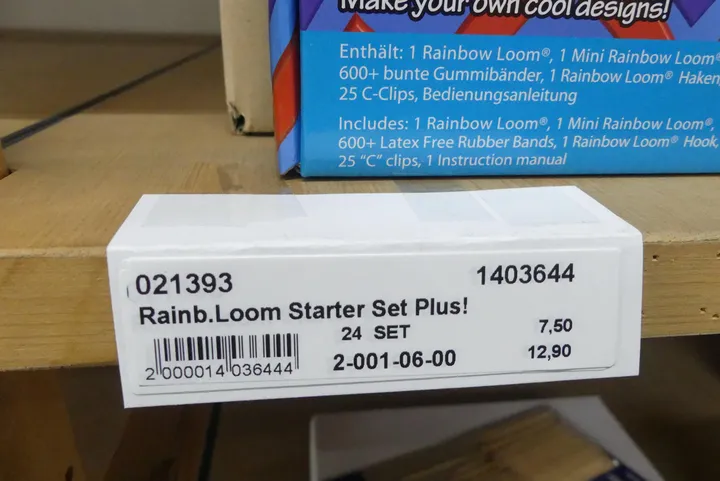 Make your own cool designs!
Enthält: 1 Rainbow Loom®, 1 Mini Rainbow Loom®
600+ bunte Gummibänder, 1 Rainbow Loom® Haken
25 C-Clips, Bedienungsanleitung
Includes: 1 Rainbow Loom®, 1 Mini Rainbow Loom®,
600+ Latex Free Rubber Bands, 1 Rainbow Loom® Hook,
25 "C" clips, 1 Instruction manual
021393 1403644
Rainb.Loom Starter Set Plus!
24 SET 7,50
2-001-06-00 12,90
2 000014 036444